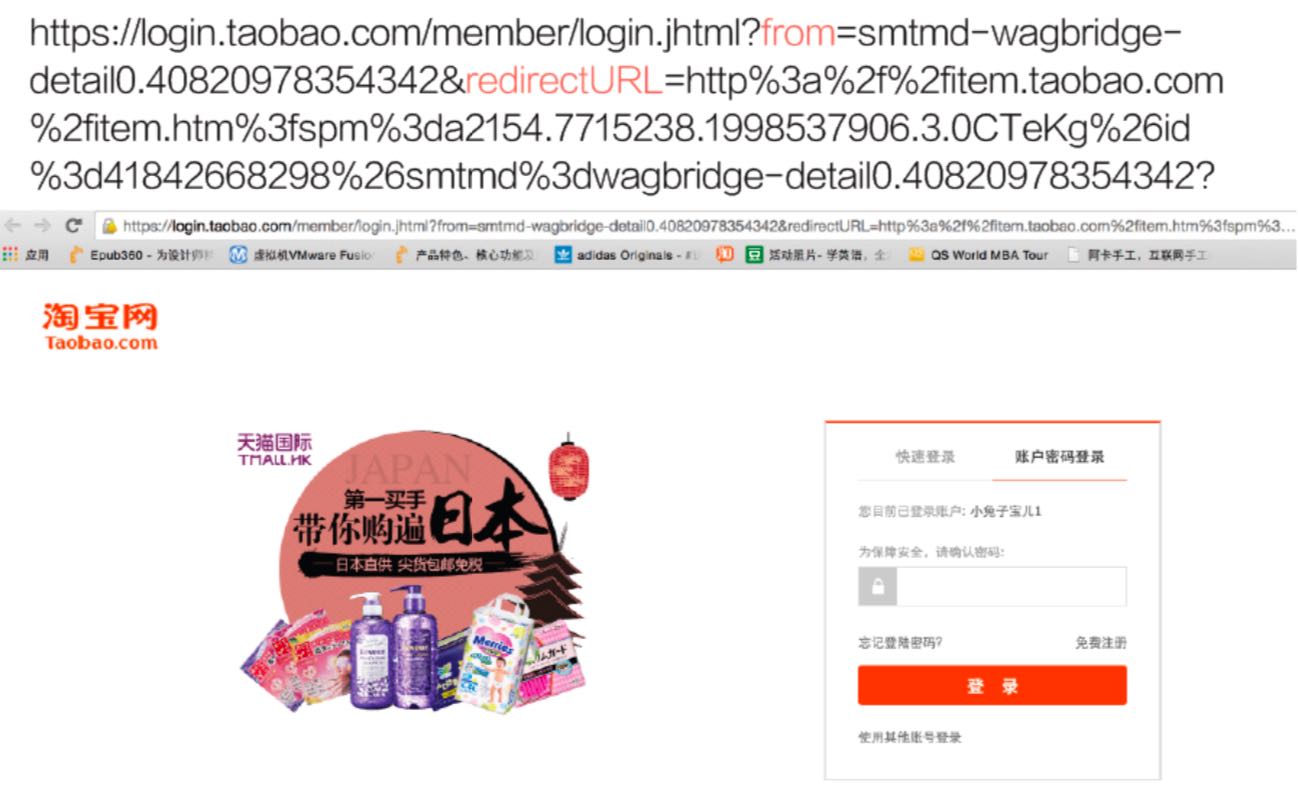 https://login.taobao.com/member/login.jhtml?from=smtmd-wagbridge-
detail0.40820978354342&redirectURL=http%3a%2f%2fitem.taobao.com
%2fitem.htm%3fspm%3da2154.7715238.1998537906.3.0CTeKg%26id
%3d41842668298%26smtmd%3dwagbridge-detail0.40820978354342?
https://login.taobao.com/member/login.jhtml?from=smtmd-wagbridge-detail0.40820978354342&redirectURL=http%3a%2f%2fitem.taobao.com%2fitem.htm%3fspm%3...
应用 Epub360 - 为设计师 虚拟机VMware Fusio 产品特色、核心功能及 adidas Originals - 豆 活动照片- 学英语，全 QS World MBA Tour 阿卡手工，互联网手工
淘宝网
Taobao.com
天猫国际
TMALL.HK
JAPAN
第一买手
带你购遍日本
日本直供 尖货包邮免税
Merries
快速登录 账户密码登录
您目前已登录账户: 小兔子宝儿1
为保障安全，请确认密码:
忘记登陆密码? 免费注册
登 录
使用其他账号登录